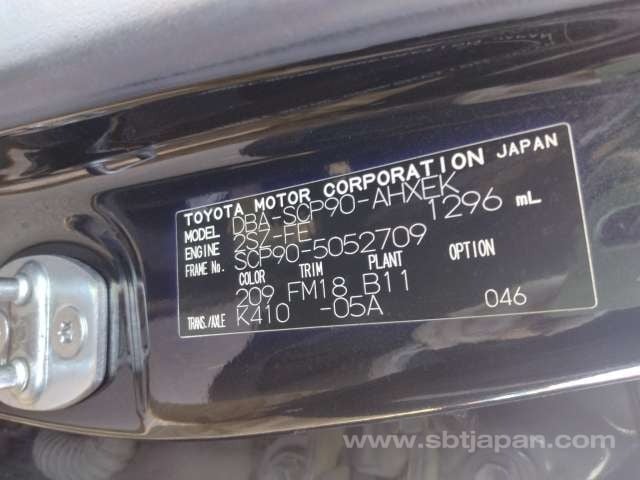 TOYOTA MOTOR CORPORATION JAPAN
MODEL DBA-SCP90-AHXEK
ENGINE 2SZ-FE 1296 mL
FRAME No. SCP90-5052709
COLOR TRIM PLANT OPTION
209 FM18 B11
TRANS./AXLE K410 -05A 046
www.sbtjapan.com